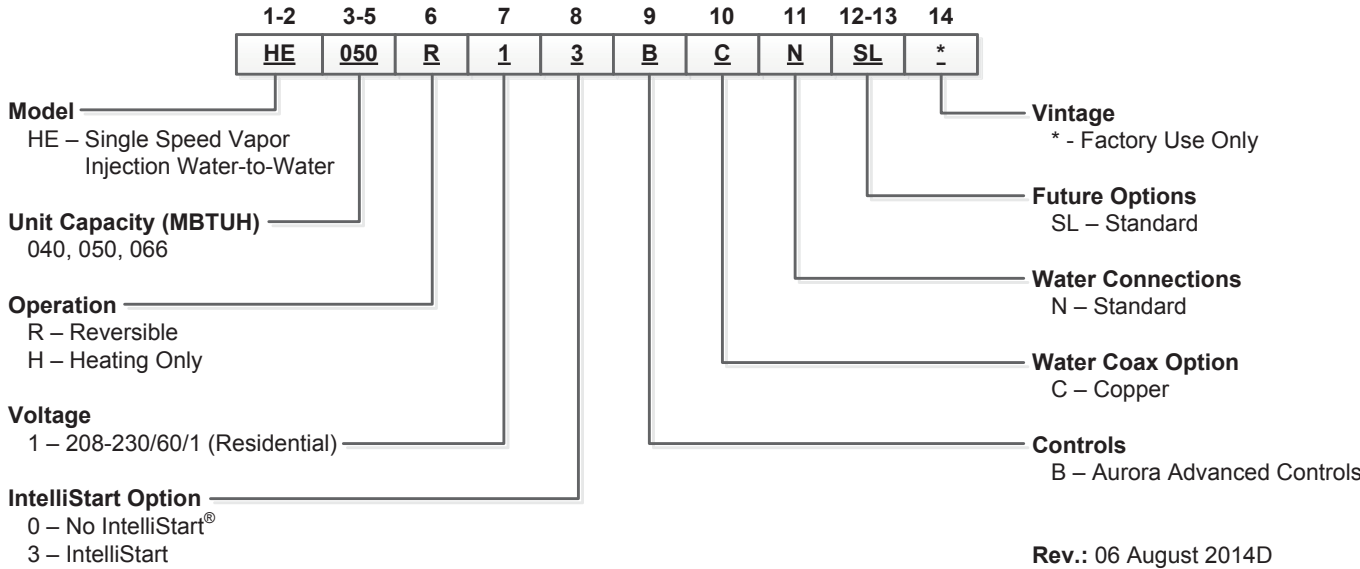 1-2 3-5 6 7 8 9 10 11 12-13 14
HE 050 R 1 3 B C N SL *
Model
HE – Single Speed Vapor
Injection Water-to-Water
Unit Capacity (MBTUH)
040, 050, 066
Operation
R – Reversible
H – Heating Only
Voltage
1 – 208-230/60/1 (Residential)
IntelliStart Option
0 – No IntelliStart®
3 – IntelliStart
Vintage
* - Factory Use Only
Future Options
SL – Standard
Water Connections
N – Standard
Water Coax Option
C – Copper
Controls
B – Aurora Advanced Controls
Rev.: 06 August 2014D